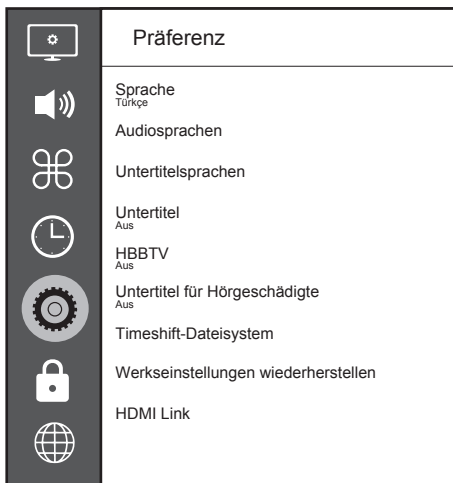 Präferenz
Sprache
Türkçe
Audiosprachen
Untertitelsprachen
Untertitel
Aus
HBBTV
Aus
Untertitel für Hörgeschädigte
Aus
Timeshift-Dateisystem
Werkseinstellungen wiederherstellen
HDMI Link